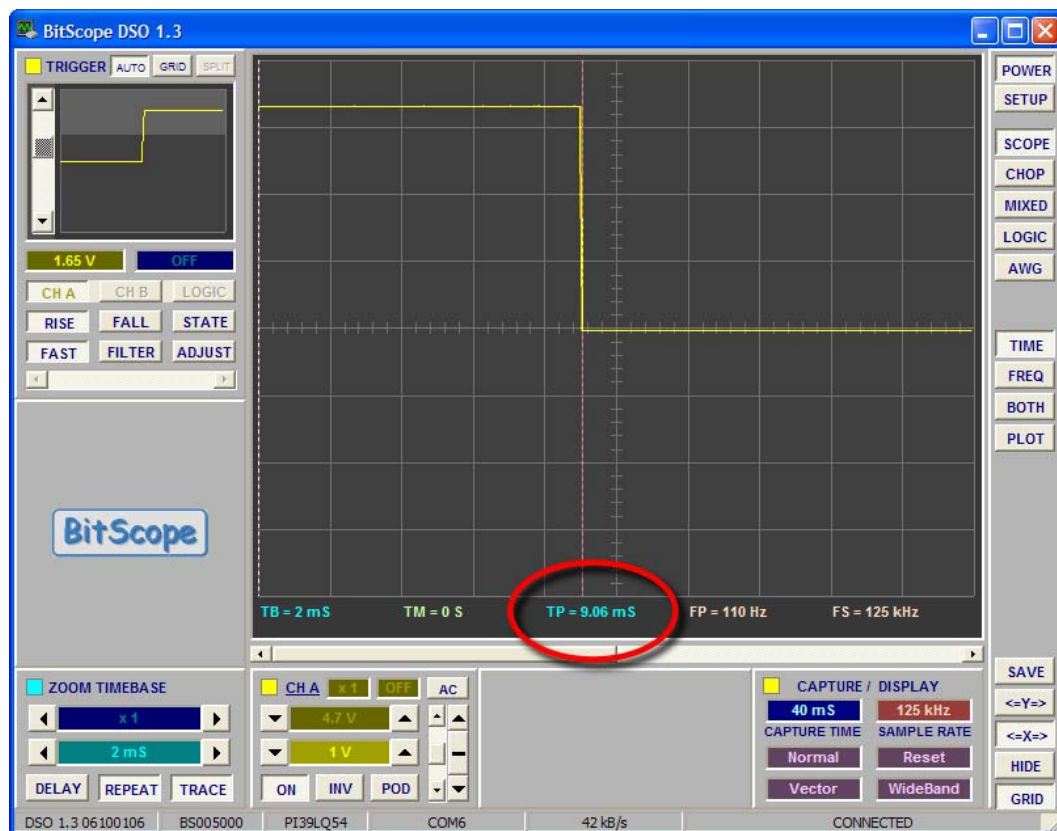 BitScope DSO 1.3
TRIGGER AUTO GRID SPLIT
1.65 V OFF
CH A CH B LOGIC
RISE FALL STATE
FAST FILTER ADJUST
BitScope
TB = 2 mS TM = 0 S TP = 9.06 mS FP = 110 Hz FS = 125 kHz
POWER
SETUP
SCOPE
CHOP
MIXED
LOGIC
AWG
TIME
FREQ
BOTH
PLOT
ZOOM TIMEBASE
x 1
2 mS
DELAY REPEAT TRACE
CH A x 1 OFF AC
4.7 V
1 V
ON INV POD
CAPTURE / DISPLAY
40 mS 125 kHz
CAPTURE TIME SAMPLE RATE
Normal Reset
Vector WideBand
SAVE
<=Y=>
<=X=>
HIDE
GRID
DSO 1.3 06100106 BS005000 PI39LQ54 COM6 42 kB/s CONNECTED